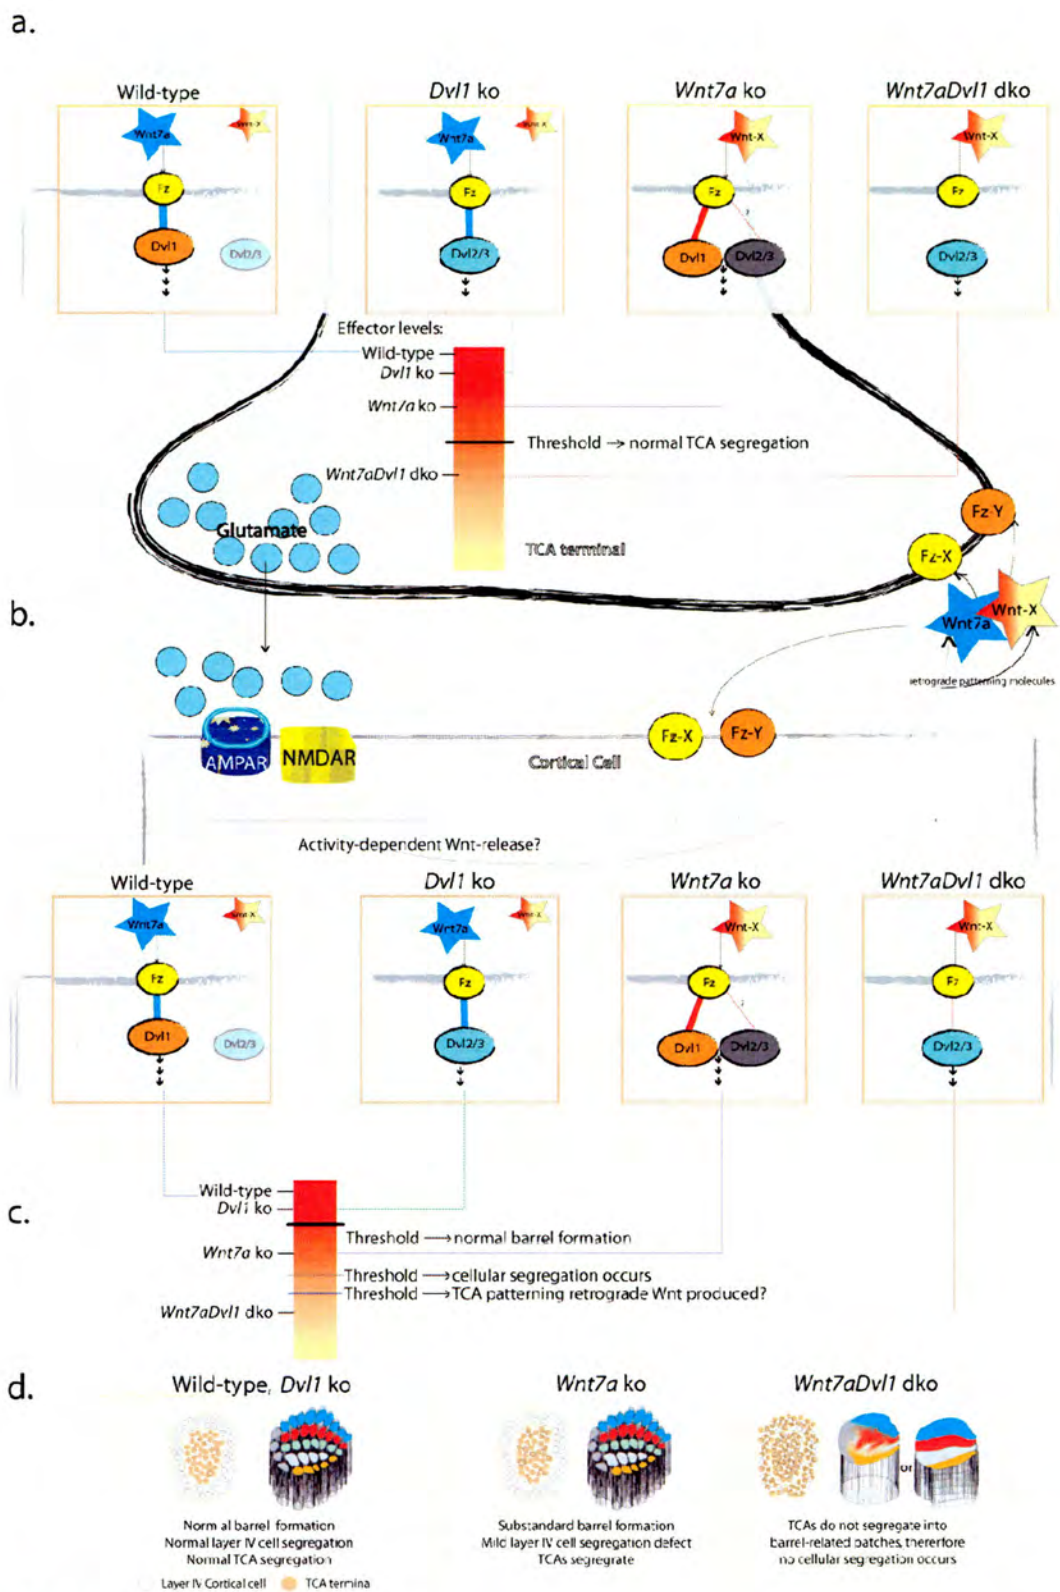 a.
Wild-type
Dvl1 ko
Wnt7a ko
Wnt7aDvl1 dko
Wnt7a
Wnt-X
Wnt7a
Wnt-X
Wnt-X
Wnt-X
Fz
Fz
Fz
Fz
?
Dvl1
Dvl2/3
Dvl2/3
Dvl1
Dvl2/3
Dvl2/3
Effector levels:
Wild-type
Dvl1 ko
Wnt7a ko
Threshold → normal TCA segregation
Wnt7aDvl1 dko
Glutamate
TCA terminal
Fz-Y
Fz-X
b.
Wnt7a
Wnt-X
retrograde patterning molecules
Fz-X
Fz-Y
AMPAR
NMDAR
Cortical Cell
Activity-dependent Wnt-release?
Wild-type
Dvl1 ko
Wnt7a ko
Wnt7aDvl1 dko
Wnt7a
Wnt-X
Wnt7a
Wnt-X
Wnt-X
Wnt-X
Fz
Fz
Fz
Fz
?
Dvl1
Dvl2/3
Dvl2/3
Dvl1
Dvl2/3
Dvl2/3
c.
Wild-type
Dvl1 ko
Threshold → normal barrel formation
Wnt7a ko
Threshold → cellular segregation occurs
Threshold → TCA patterning retrograde Wnt produced?
Wnt7aDvl1 dko
d.
Wild-type, Dvl1 ko
Wnt7a ko
Wnt7aDvl1 dko
or
Normal barrel formation
Normal layer IV cell segregation
Normal TCA segregation
Substandard barrel formation
Mild layer IV cell segregation defect
TCAs segregrate
TCAs do not segregate into
barrel-related patches, therefore
no cellular segregation occurs
Layer IV Cortical cell
TCA termina